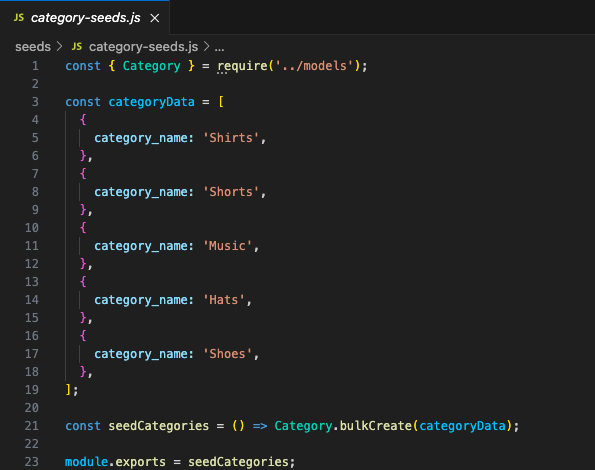 JS category-seeds.js ×
seeds > JS category-seeds.js > ...
1 const { Category } = require('../models');
2
3 const categoryData = [
4 {
5 category_name: 'Shirts',
6 },
7 {
8 category_name: 'Shorts',
9 },
10 {
11 category_name: 'Music',
12 },
13 {
14 category_name: 'Hats',
15 },
16 {
17 category_name: 'Shoes',
18 },
19 ];
20
21 const seedCategories = () => Category.bulkCreate(categoryData);
22
23 module.exports = seedCategories;